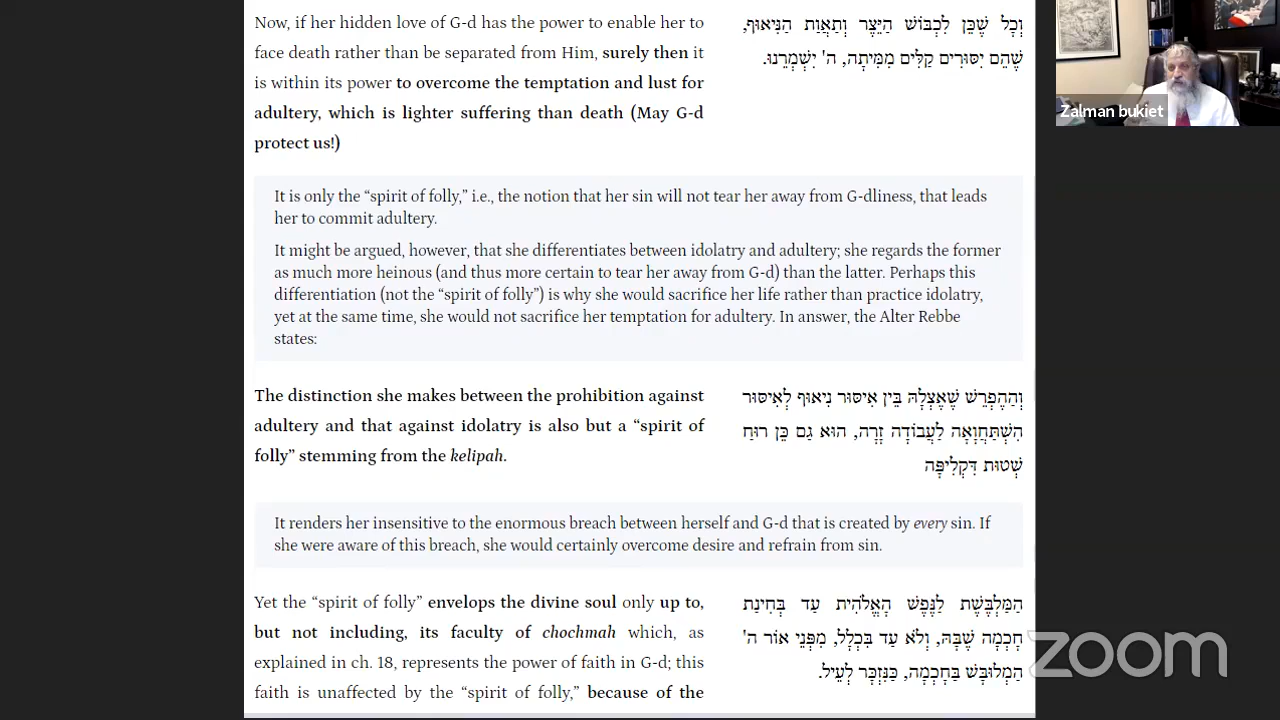 Now, if her hidden love of G-d has the power to enable her to
face death rather than be separated from Him, surely then it
is within its power to overcome the temptation and lust for
adultery, which is lighter suffering than death (May G-d
protect us!)
וְכָל שֶׁכֵּן לִכְבּוֹשׁ הַיֵּצֶר וְתַאֲוַת הַנִּיאוּף,
שֶׁהֵם יִסּוּרִים קַלִּים מִמִּיתָה, ה' יִשְׁמְרֵנוּ.
Zalman bukiet
It is only the “spirit of folly,” i.e., the notion that her sin will not tear her away from G-dliness, that leads
her to commit adultery.
It might be argued, however, that she differentiates between idolatry and adultery; she regards the former
as much more heinous (and thus more certain to tear her away from G-d) than the latter. Perhaps this
differentiation (not the “spirit of folly”) is why she would sacrifice her life rather than practice idolatry,
yet at the same time, she would not sacrifice her temptation for adultery. In answer, the Alter Rebbe
states:
The distinction she makes between the prohibition against
adultery and that against idolatry is also but a “spirit of
folly” stemming from the kelipah.
וְהַהֶפְרֵשׁ שֶׁאֶצְלָהּ בֵּין אִיסּוּר נִיאוּף לְאִיסּוּר
הִשְׁתַּחֲוָאָה לַעֲבוֹדָה זָרָה, הוּא גַּם כֵּן רוּחַ
שְׁטוּת דִּקְלִיפָּה
It renders her insensitive to the enormous breach between herself and G-d that is created by every sin. If
she were aware of this breach, she would certainly overcome desire and refrain from sin.
Yet the “spirit of folly” envelops the divine soul only up to,
but not including, its faculty of chochmah which, as
explained in ch. 18, represents the power of faith in G-d; this
faith is unaffected by the “spirit of folly,” because of the
הַמַּלְבֶּשֶׁת לַנֶּפֶשׁ הָאֱלֹהִית עַד בְּחִינַת
חָכְמָה שֶׁבָּהּ, וְלֹא עַד בִּכְלָל, מִפְּנֵי אוֹר ה'
הַמְלוּבָּשׁ בַּחָכְמָה, כַּנִּזְכָּר לְעֵיל.
zoom